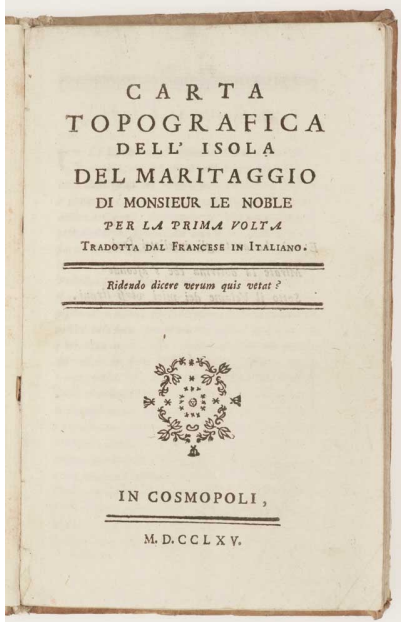 CARTA
TOPOGRAFICA
DELL' ISOLA
DEL MARITAGGIO
DI MONSIEUR LE NOBLE
PER LA PRIMA VOLTA
TRADOTTA DAL FRANCESE IN ITALIANO.
Ridendo dicere verum quis vetat?
IN COSMOPOLI,
M. D. CCLXV.